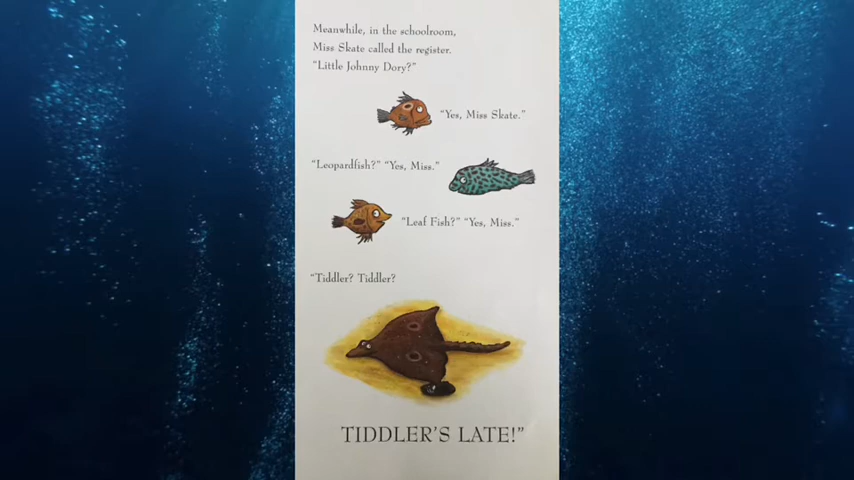 Meanwhile, in the schoolroom,
Miss Skate called the register.
"Little Johnny Dory?"
"Yes, Miss Skate."
"Leopardfish?" "Yes, Miss."
"Leaf Fish?" "Yes, Miss."
"Tiddler? Tiddler?
TIDDLER'S LATE!"